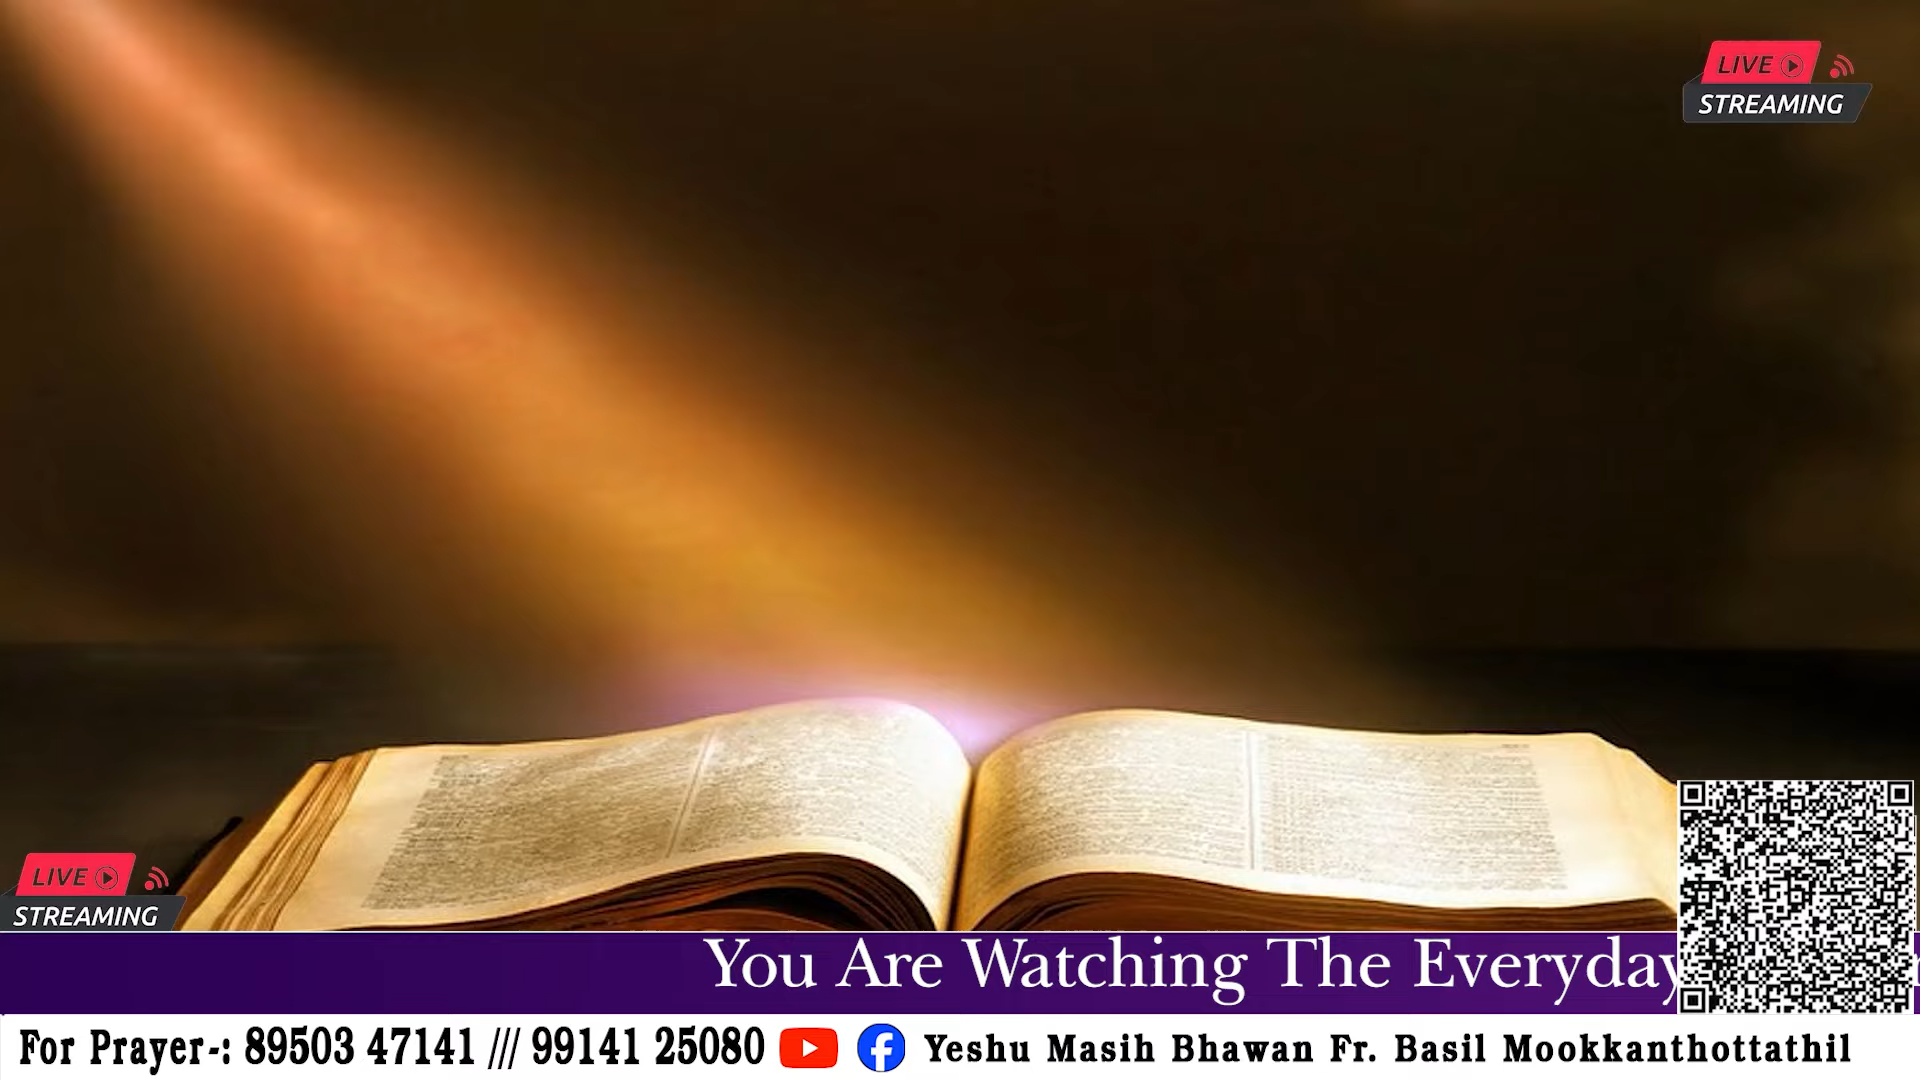 LIVE
STREAMING
LIVE
STREAMING
You Are Watching The Everyday
For Prayer-: 89503 47141 /// 99141 25080 Yeshu Masih Bhawan Fr. Basil Mookkanthottathil